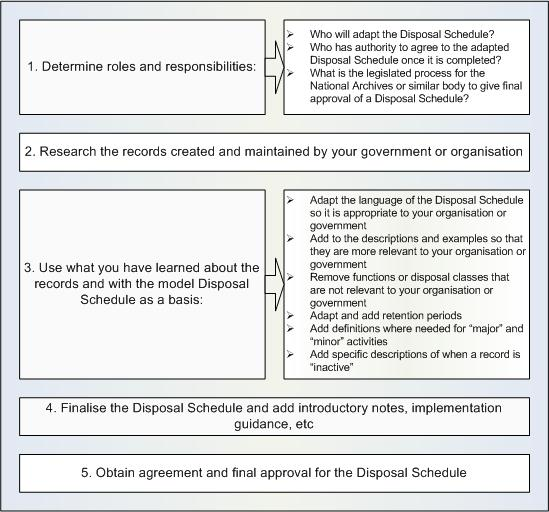 1. Determine roles and responsibilities:
➢ Who will adapt the Disposal Schedule?
➢ Who has authority to agree to the adapted
Disposal Schedule once it is completed?
➢ What is the legislated process for the
National Archives or similar body to give final
approval of a Disposal Schedule?
2. Research the records created and maintained by your government or organisation
3. Use what you have learned about the
records and with the model Disposal
Schedule as a basis:
➢ Adapt the language of the Disposal Schedule
so it is appropriate to your organisation or
government
➢ Add to the descriptions and examples so that
they are more relevant to your organisation or
government
➢ Remove functions or disposal classes that
are not relevant to your organisation or
government
➢ Adapt and add retention periods
➢ Add definitions where needed for “major” and
“minor” activities
➢ Add specific descriptions of when a record is
“inactive”
4. Finalise the Disposal Schedule and add introductory notes, implementation
guidance, etc
5. Obtain agreement and final approval for the Disposal Schedule